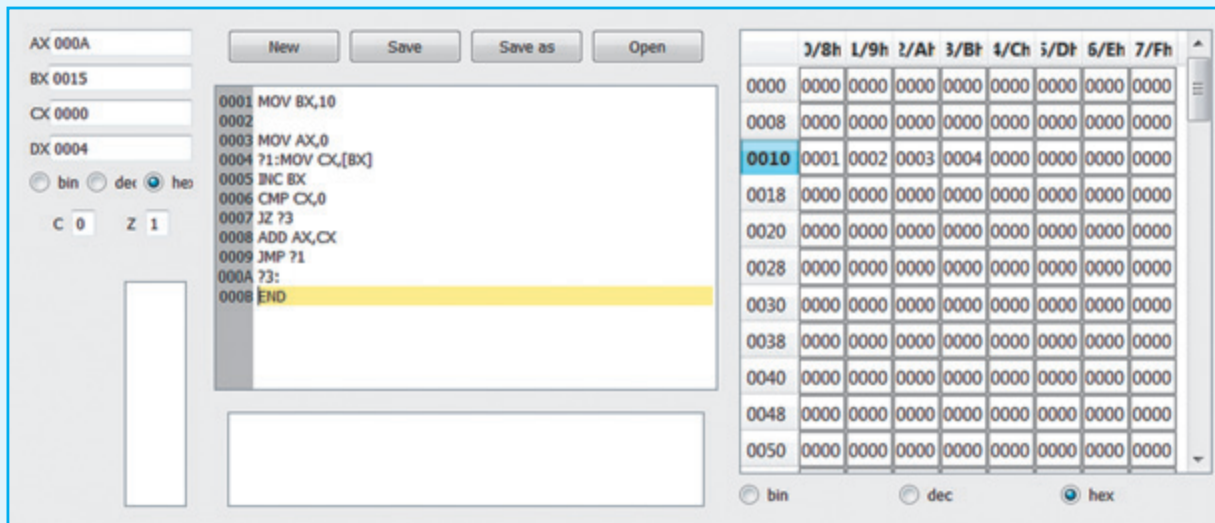 AX 000A
BX 0015
CX 0000
DX 0004
bin dec hex
C 0 Z 1
New Save Save as Open
0001 MOV BX,10
0002
0003 MOV AX,0
0004 ?1:MOV CX,[BX]
0005 INC BX
0006 CMP CX,0
0007 JZ ?3
0008 ADD AX,CX
0009 JMP ?1
000A ?3:
000B END
0/8h 1/9h 2/Ah 3/Bh 4/Ch 5/Dh 6/Eh 7/Fh
0000 0000 0000 0000 0000 0000 0000 0000 0000
0008 0000 0000 0000 0000 0000 0000 0000 0000
0010 0001 0002 0003 0004 0000 0000 0000 0000
0018 0000 0000 0000 0000 0000 0000 0000 0000
0020 0000 0000 0000 0000 0000 0000 0000 0000
0028 0000 0000 0000 0000 0000 0000 0000 0000
0030 0000 0000 0000 0000 0000 0000 0000 0000
0038 0000 0000 0000 0000 0000 0000 0000 0000
0040 0000 0000 0000 0000 0000 0000 0000 0000
0048 0000 0000 0000 0000 0000 0000 0000 0000
0050 0000 0000 0000 0000 0000 0000 0000 0000
bin dec hex